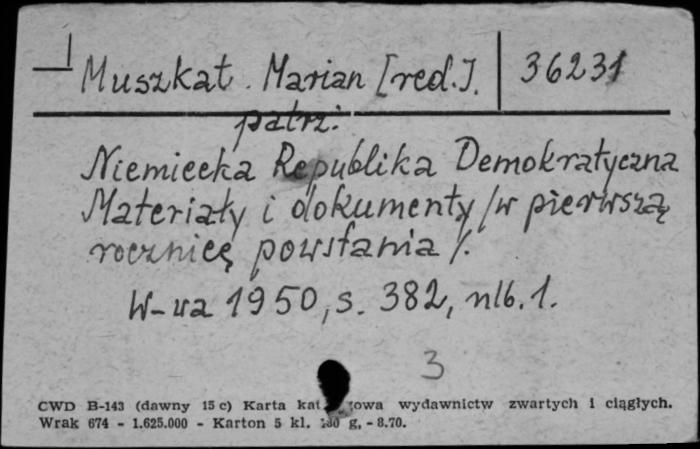 Muszkat. Marian [red.]. 36231
patrz:
Niemiecka Republika Demokratyczna
Materiały i dokumenty /w pierwszą
rocznicę powstania/.
W-wa 1950, s. 382, nlb. 1.
3
CWD B-143 (dawny 15 c) Karta kat owa wydawnictw zwartych i ciągłych.
Wrak 674 - 1.625.000 - Karton 5 kl. g, - 8.70.